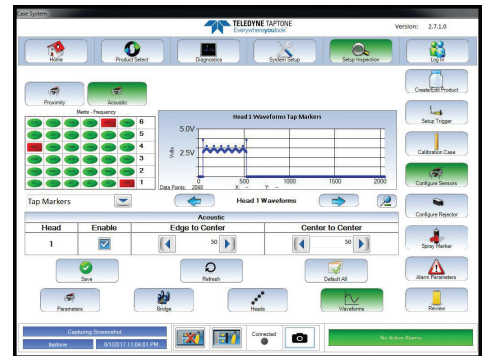 Case System
TELEDYNE TAPTONE
Everywhereyoulook
Version: 2.7.1.0
Home
Product Select
Diagnostics
System Setup
Setup Inspection
Log In
Proximity
Acoustic
Merits - Frequency
6
5
4
3
2
1
Tap Markers
Head 1 Waveforms Tap Markers
5.0V
2.5V
Volts
0
500
1000
1500
2000
Data Points: 2048 X: - Y: -
Head 1 Waveforms
Acoustic
Head Enable Edge to Center Center to Center
1 50 50
Save
Refresh
Default All
Parameters
Bridge
Heads
Waveforms
Create/Edit Product
Setup Trigger
Calibration Case
Configure Sensors
Configure Rejector
Spray Marker
Alarm Parameters
Review
Capturing Screenshot
taptone
6/1/2017 11:04:01 PM
Connected
No Active Alarms